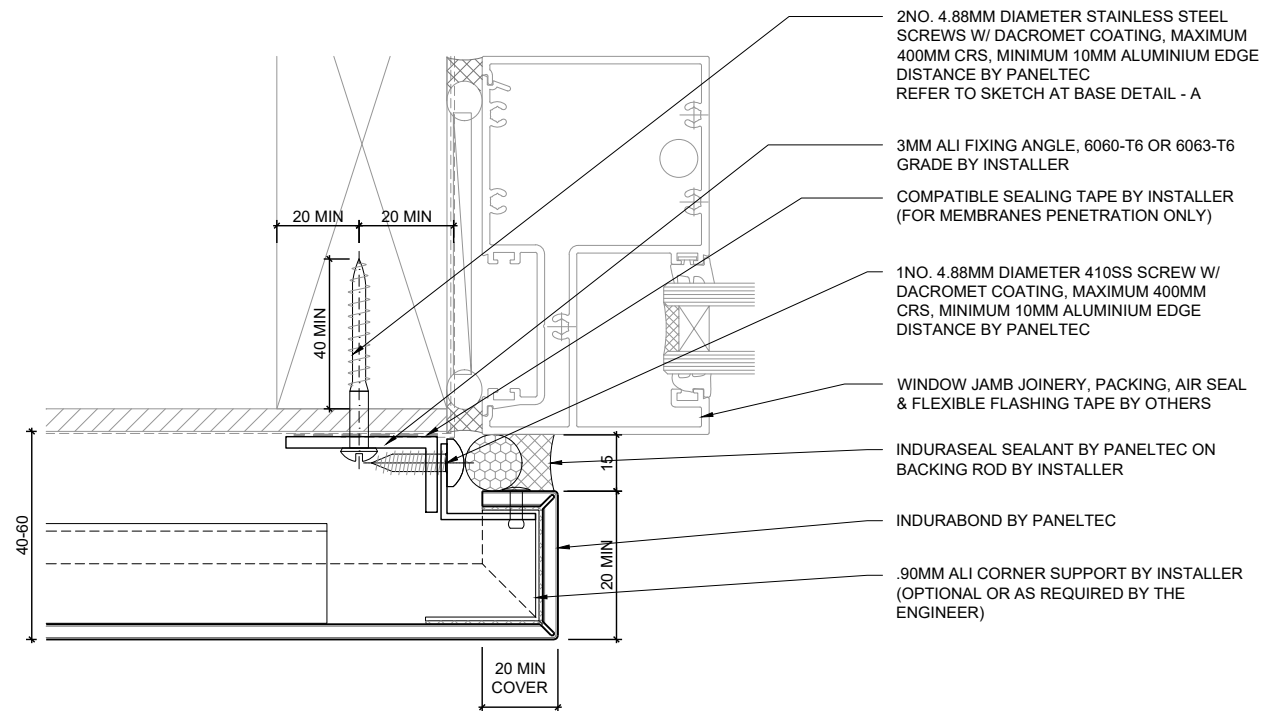 2NO. 4.88MM DIAMETER STAINLESS STEEL
SCREWS W/ DACROMET COATING, MAXIMUM
400MM CRS, MINIMUM 10MM ALUMINIUM EDGE
DISTANCE BY PANELTEC
REFER TO SKETCH AT BASE DETAIL - A
3MM ALI FIXING ANGLE, 6060-T6 OR 6063-T6
GRADE BY INSTALLER
COMPATIBLE SEALING TAPE BY INSTALLER
(FOR MEMBRANES PENETRATION ONLY)
1NO. 4.88MM DIAMETER 410SS SCREW W/
DACROMET COATING, MAXIMUM 400MM
CRS, MINIMUM 10MM ALUMINIUM EDGE
DISTANCE BY PANELTEC
WINDOW JAMB JOINERY, PACKING, AIR SEAL
& FLEXIBLE FLASHING TAPE BY OTHERS
INDURASEAL SEALANT BY PANELTEC ON
BACKING ROD BY INSTALLER
INDURABOND BY PANELTEC
.90MM ALI CORNER SUPPORT BY INSTALLER
(OPTIONAL OR AS REQUIRED BY THE
ENGINEER)
20 MIN
20 MIN
40 MIN
15
40-60
20 MIN
20 MIN
COVER